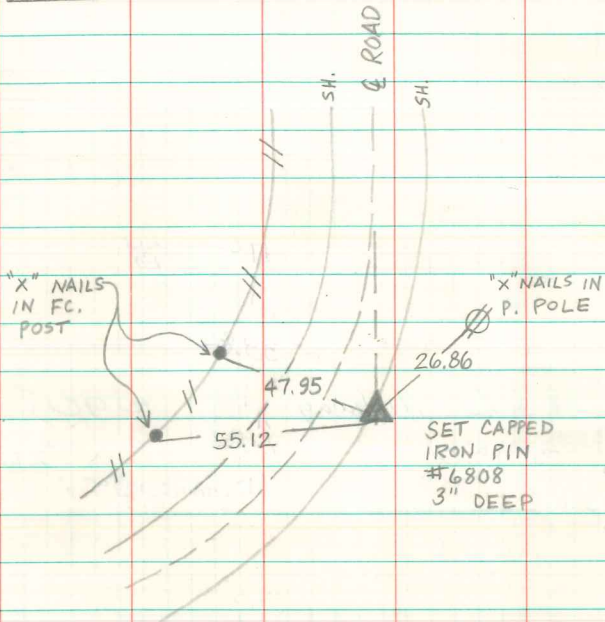 SH.
℄ ROAD
SH.
"X" NAILS
IN FC.
POST
"X" NAILS IN
P. POLE
47.95
26.86
55.12
SET CAPPED
IRON PIN
#6808
3" DEEP